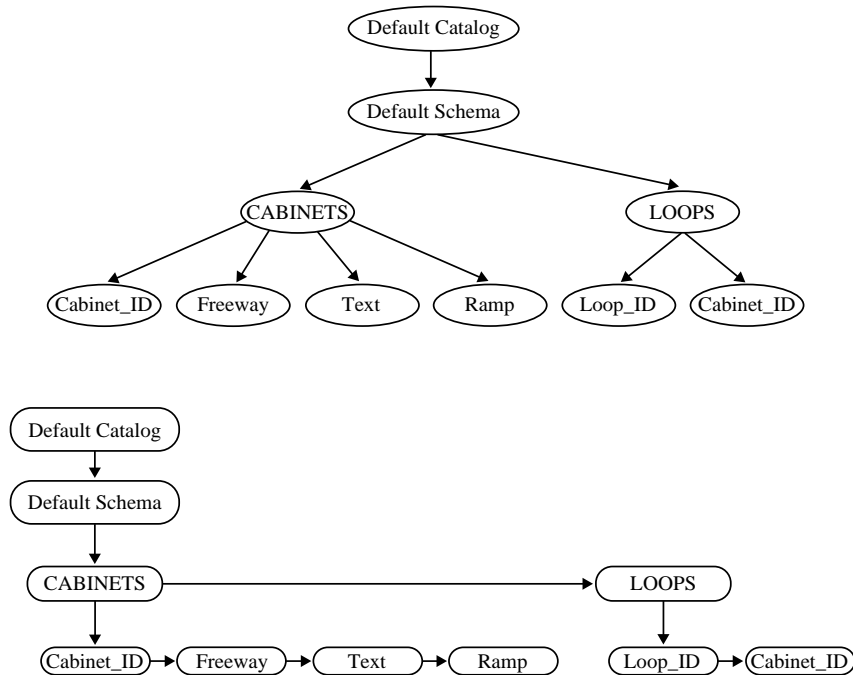 Default Catalog
Default Schema
CABINETS LOOPS
Cabinet_ID Freeway Text Ramp Loop_ID Cabinet_ID
Default Catalog
Default Schema
CABINETS LOOPS
Cabinet_ID Freeway Text Ramp Loop_ID Cabinet_ID